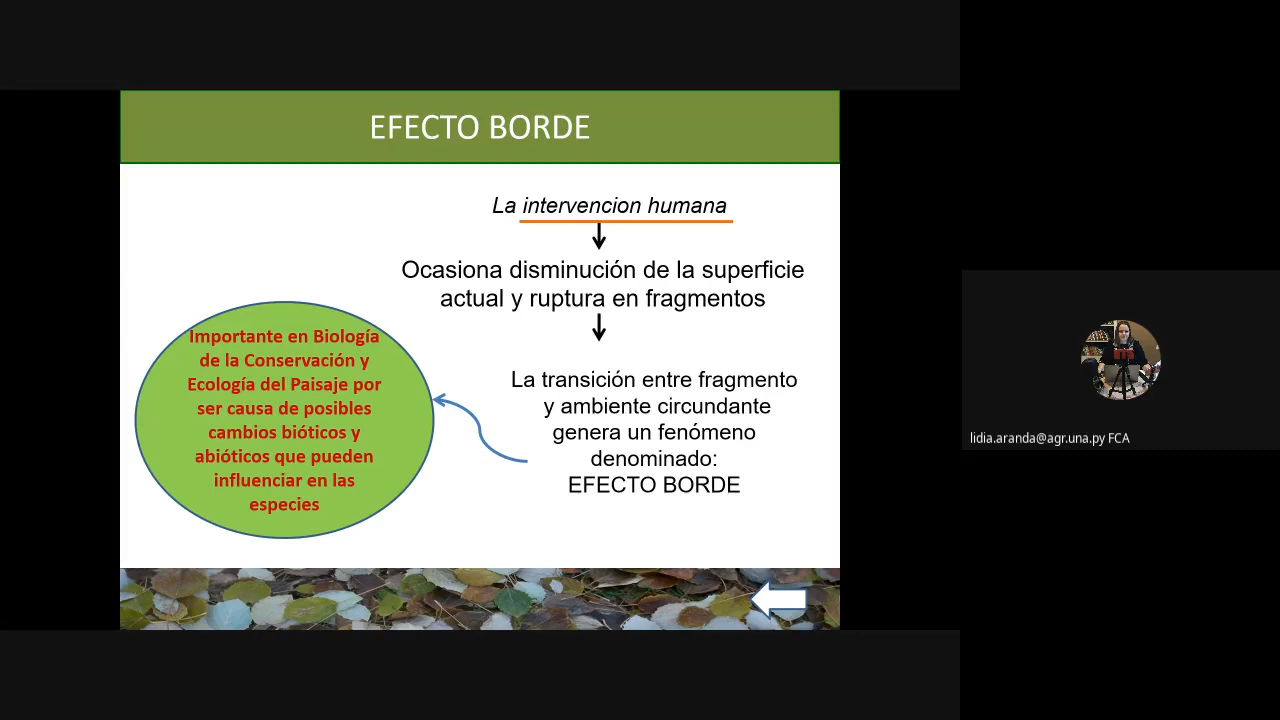 EFECTO BORDE
La intervencion humana
Ocasiona disminución de la superficie
actual y ruptura en fragmentos
La transición entre fragmento
y ambiente circundante
genera un fenómeno
denominado:
EFECTO BORDE
Importante en Biología
de la Conservación y
Ecología del Paisaje por
ser causa de posibles
cambios bióticos y
abióticos que pueden
influenciar en las
especies
lidia.aranda@agr.una.py FCA